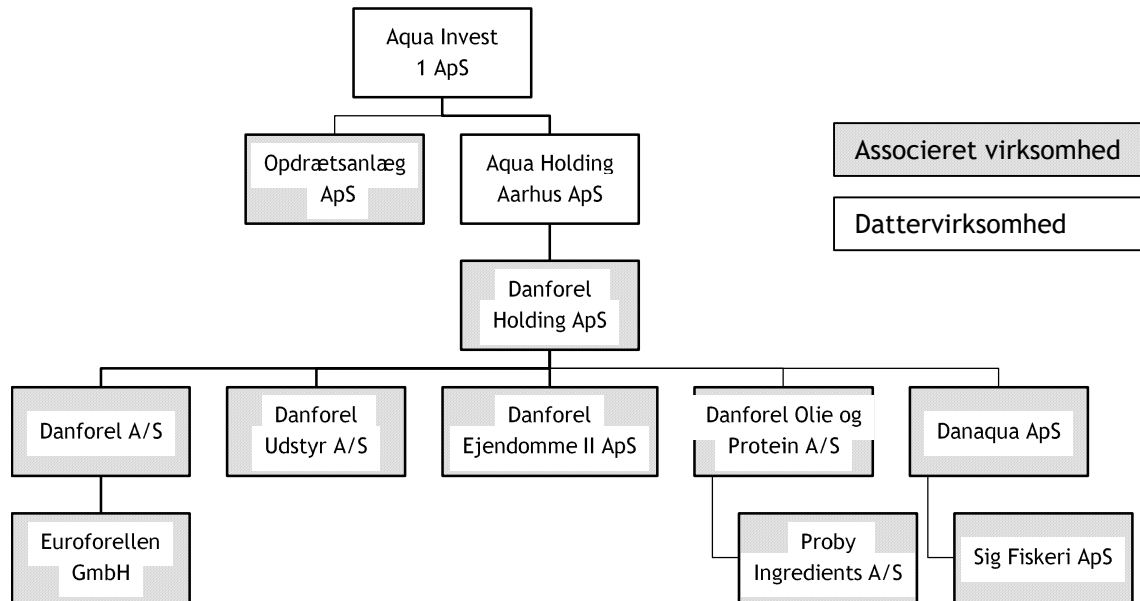 Aqua Invest
1 ApS
Opdrætsanlæg
ApS
Aqua Holding
Aarhus ApS
Associeret virksomhed
Dattervirksomhed
Danforel
Holding ApS
Danforel A/S
Danforel
Udstyr A/S
Danforel
Ejendomme II ApS
Danforel Olie og
Protein A/S
Danaqua ApS
Euroforellen
GmbH
Proby
Ingredients A/S
Sig Fiskeri ApS